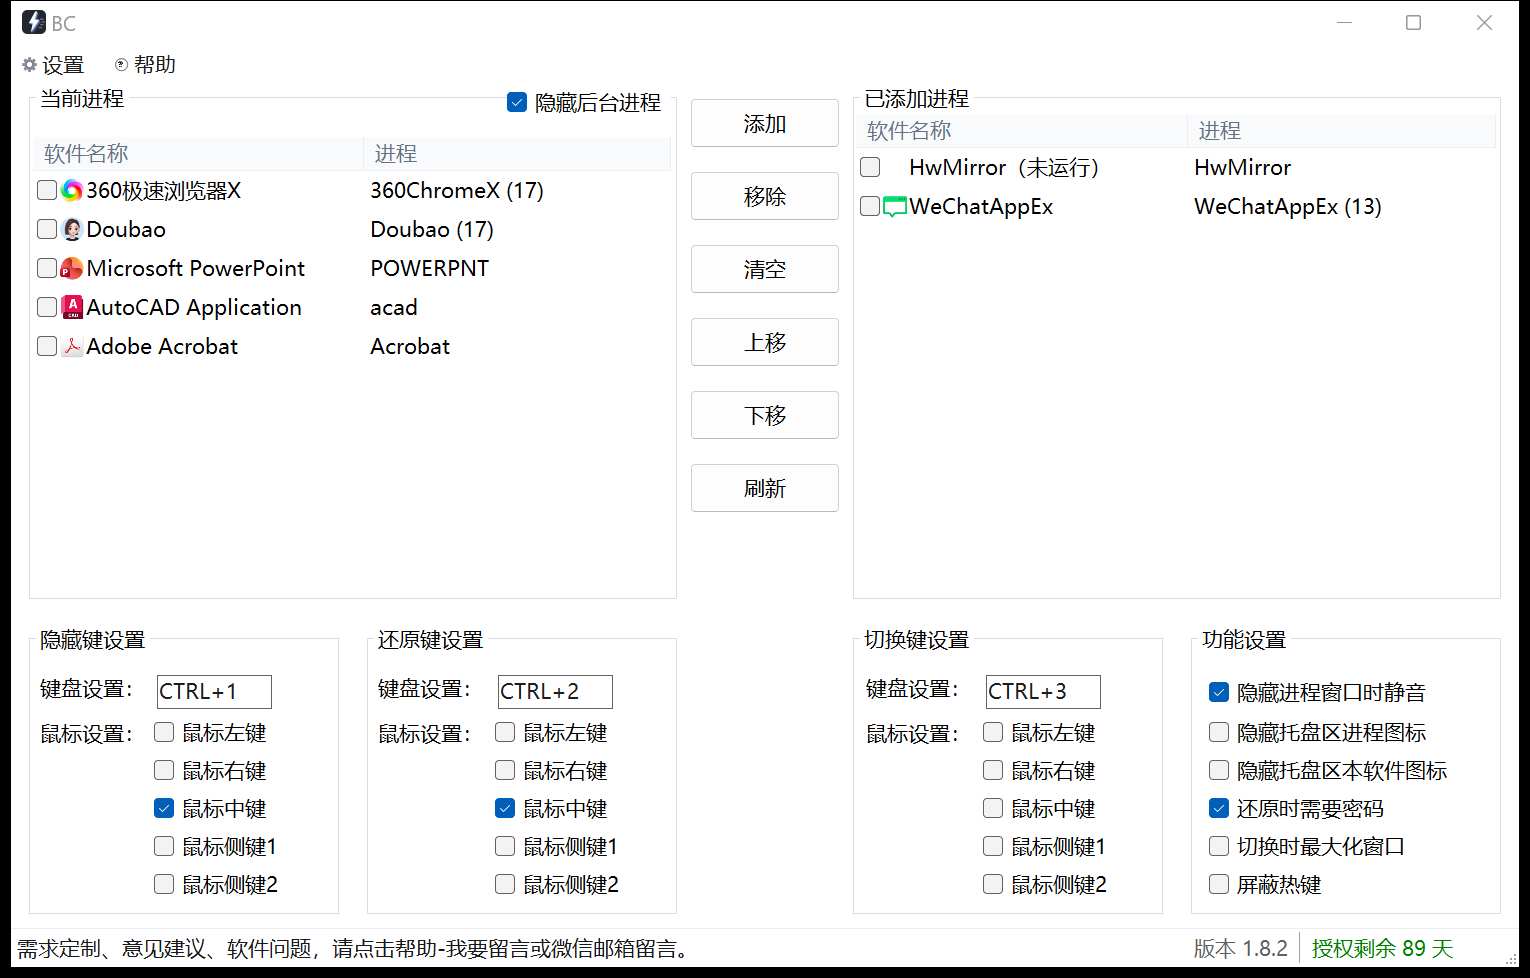 BC
设置 帮助
当前进程
隐藏后台进程
软件名称 进程
360极速浏览器X 360ChromeX (17)
Doubao Doubao (17)
Microsoft PowerPoint POWERPNT
AutoCAD Application acad
Adobe Acrobat Acrobat
添加
移除
清空
上移
下移
刷新
已添加进程
软件名称 进程
HwMirror（未运行） HwMirror
WeChatAppEx WeChatAppEx (13)
隐藏键设置
键盘设置： CTRL+1
鼠标设置： 鼠标左键
鼠标右键
鼠标中键
鼠标侧键1
鼠标侧键2
还原键设置
键盘设置： CTRL+2
鼠标设置： 鼠标左键
鼠标右键
鼠标中键
鼠标侧键1
鼠标侧键2
切换键设置
键盘设置： CTRL+3
鼠标设置： 鼠标左键
鼠标右键
鼠标中键
鼠标侧键1
鼠标侧键2
功能设置
隐藏进程窗口时静音
隐藏托盘区进程图标
隐藏托盘区本软件图标
还原时需要密码
切换时最大化窗口
屏蔽热键
需求定制、意见建议、软件问题，请点击帮助-我要留言或微信邮箱留言。
版本 1.8.2 授权剩余 89 天